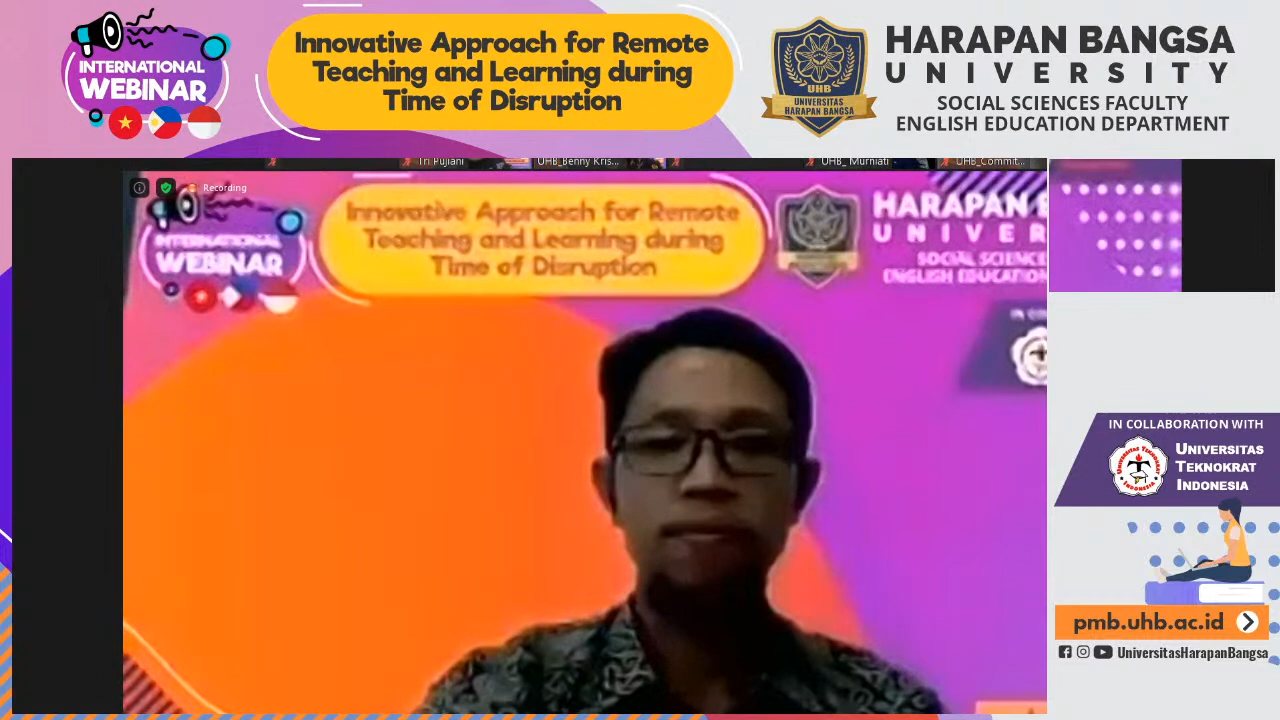 INTERNATIONAL
WEBINAR
Innovative Approach for Remote
Teaching and Learning during
Time of Disruption
UHB
UNIVERSITAS
HARAPAN BANGSA
HARAPAN BANGSA
UNIVERSITY
SOCIAL SCIENCES FACULTY
ENGLISH EDUCATION DEPARTMENT
Tri Pujiani
UHB_Benny Kris...
UHB_ Murniati
UHB_Commit...
Recording
INTERNATIONAL
WEBINAR
Innovative Approach for Remote
Teaching and Learning during
Time of Disruption
HARAPAN
UNIVER
SOCIAL SCIENCE
ENGLISH EDUCATION
IN CO
IN COLLABORATION WITH
UNIVERSITAS
TEKNOKRAT
INDONESIA
pmb.uhb.ac.id
UniversitasHarapanBangsa